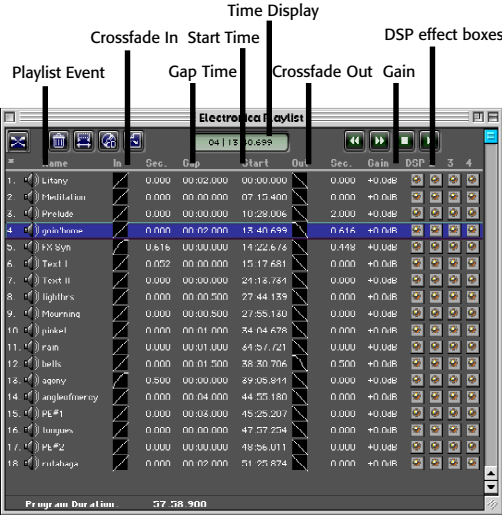 Time Display
Crossfade In Start Time DSP effect boxes
Playlist Event Gap Time Crossfade Out Gain
Electronica Playlist
04 | 13:40.699
# Name In Sec. Gap Start Out Sec. Gain DSP 3 4
1. Litany 0.000 00:02.000 00:00.000 0.000 +0.0dB
2. Meditation 0.000 00:00.000 07:15.400 0.000 +0.0dB
3. Prelude 0.000 00:00.000 10:28.006 2.000 +0.0dB
4. goin'home 0.000 00:02.000 13:40.699 0.616 +0.0dB
5. FX Syn 0.616 00:00.000 14:22.673 0.448 +0.0dB
6. Text I 0.052 00:00.000 15:17.681 0.000 +0.0dB
7. Text II 0.000 00:00.000 24:13.734 0.000 +0.0dB
8. lighthrs 0.000 00:00.500 27:44.139 0.000 +0.0dB
9. Mourning 0.000 00:00.500 27:55.130 0.000 +0.0dB
10. pinkel 0.000 00:01.000 34:04.678 0.000 +0.0dB
11. rain 0.000 00:01.000 34:57.721 0.000 +0.0dB
12. bells 0.000 00:01.500 38:30.706 0.500 +0.0dB
13. agony 0.500 00:00.000 39:05.844 0.000 +0.0dB
14. angleofmercy 0.000 00:04.000 44:55.180 0.000 +0.0dB
15. PE#1 0.000 00:03.000 45:25.207 0.000 +0.0dB
16. tongues 0.000 00:00.000 47:57.254 0.000 +0.0dB
17. PE#2 0.000 00:00.000 48:56.011 0.000 +0.0dB
18. rutabaga 0.000 00:02.000 51:25.874 0.000 +0.0dB
Program Duration: 57:58.900